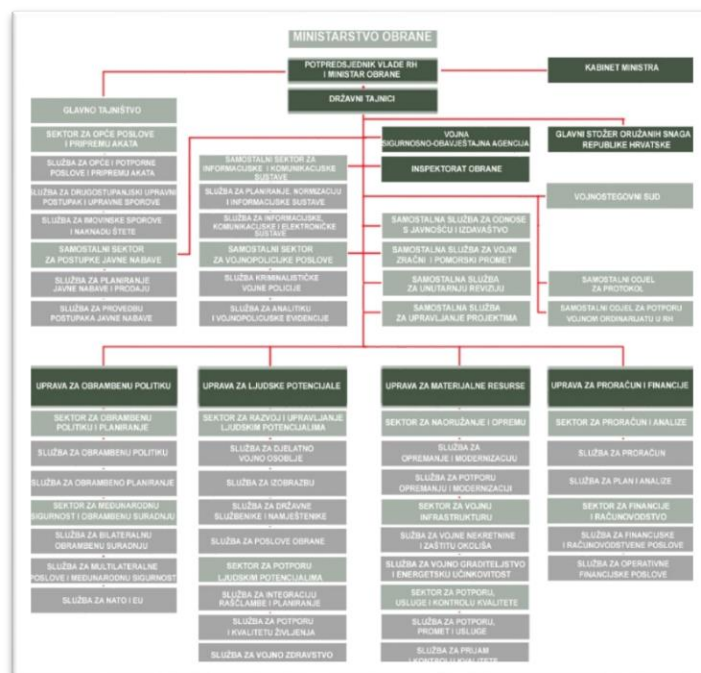 MINISTARSTVO OBRANE
POTPREDSJEDNIK VLADE RH
I MINISTAR OBRANE
KABINET MINISTRA
DRŽAVNI TAJNICI
GLAVNO TAJNIŠTVO
SEKTOR ZA OPĆE POSLOVE
I PRIPREMU AKATA
SLUŽBA ZA OPĆE I POTPORNE
POSLOVE I PRIPREMU AKATA
SLUŽBA ZA DRUGOSTUPANJSKI UPRAVNI
POSTUPAK I UPRAVNE SPOROVE
SLUŽBA ZA IMOVINSKE SPOROVE
I NAKNADU ŠTETE
SAMOSTALNI SEKTOR
ZA POSTUPKE JAVNE NABAVE
SLUŽBA ZA PLANIRANJE
JAVNE NABAVE I PRODAJU
SLUŽBA ZA PROVEDBU
POSTUPAKA JAVNE NABAVE
SAMOSTALNI SEKTOR ZA
INFORMACIJSKE I KOMUNIKACIJSKE
SUSTAVE
SLUŽBA ZA PLANIRANJE, NORMIZACIJU
I INFORMACIJSKE SUSTAVE
SLUŽBA ZA INFORMACIJSKE,
KOMUNIKACIJSKE I ELEKTRONIČKE
SUSTAVE
SAMOSTALNI SEKTOR
ZA VOJNOPOLICIJSKE POSLOVE
SLUŽBA KRIMINALISTIČKE
VOJNE POLICIJE
SLUŽBA ZA ANALITIKU
I VOJNOPOLICIJSKE EVIDENCIJE
VOJNA
SIGURNOSNO-OBAVJEŠTAJNA AGENCIJA
INSPEKTORAT OBRANE
SAMOSTALNA SLUŽBA ZA ODNOSE
S JAVNOŠĆU I IZDAVAŠTVO
SAMOSTALNA SLUŽBA ZA VOJNI
ZRAČNI I POMORSKI PROMET
SAMOSTALNA SLUŽBA
ZA UNUTARNJU REVIZIJU
SAMOSTALNA SLUŽBA
ZA UPRAVLJANJE PROJEKTIMA
GLAVNI STOŽER ORUŽANIH SNAGA
REPUBLIKE HRVATSKE
VOJNOSTEGOVNI SUD
SAMOSTALNI ODJEL
ZA PROTOKOL
SAMOSTALNI ODJEL ZA POTPORU
VOJNOM ORDINARIJATU U RH
UPRAVA ZA OBRAMBENU POLITIKU
SEKTOR ZA OBRAMBENU
POLITIKU I PLANIRANJE
SLUŽBA ZA OBRAMBENU POLITIKU
SLUŽBA ZA OBRAMBENO PLANIRANJE
SEKTOR ZA MEĐUNARODNU
SIGURNOST I OBRAMBENU SURADNJU
SLUŽBA ZA BILATERALNU
OBRAMBENU SURADNJU
SLUŽBA ZA MULTILATERALNE
POSLOVE I MEĐUNARODNU SIGURNOST
SLUŽBA ZA NATO I EU
UPRAVA ZA LJUDSKE POTENCIJALE
SEKTOR ZA RAZVOJ I UPRAVLJANJE
LJUDSKIM POTENCIJALIMA
SLUŽBA ZA DJELATNO
VOJNO OSOBLJE
SLUŽBA ZA IZOBRAZBU
SLUŽBA ZA DRŽAVNE
SLUŽBENIKE I NAMJEŠTENIKE
SLUŽBA ZA POSLOVE OBRANE
SEKTOR ZA POTPORU
LJUDSKIM POTENCIJALIMA
SLUŽBA ZA INTEGRACIJU
RAŠČLAMBE I PLANIRANJE
SLUŽBA ZA POTPORU
I KVALITETU ŽIVLJENJA
SLUŽBA ZA VOJNO ZDRAVSTVO
UPRAVA ZA MATERIJALNE RESURSE
SEKTOR ZA NAORUŽANJE I OPREMU
SLUŽBA ZA
OPREMANJE I MODERNIZACIJU
SLUŽBA ZA POTPORU
OPREMANJU I MODERNIZACIJI
SEKTOR ZA VOJNU
INFRASTRUKTURU
SLUŽBA ZA VOJNE NEKRETNINE
I ZAŠTITU OKOLIŠA
SLUŽBA ZA VOJNO GRADITELJSTVO
I ENERGETSKU UČINKOVITOST
SEKTOR ZA POTPORU,
USLUGE I KONTROLU KVALITETE
SLUŽBA ZA POTPORU,
PROMET I USLUGE
SLUŽBA ZA PRIJAM
I KONTROLU KVALITETE
UPRAVA ZA PRORAČUN I FINANCIJE
SEKTOR ZA PRORAČUN I ANALIZE
SLUŽBA ZA PRORAČUN
SLUŽBA ZA PLAN I ANALIZE
SEKTOR ZA FINANCIJE
I RAČUNOVODSTVO
SLUŽBA ZA FINANCIJSKE
I RAČUNOVODSTVENE POSLOVE
SLUŽBA ZA OPERATIVNE
FINANCIJSKE POSLOVE